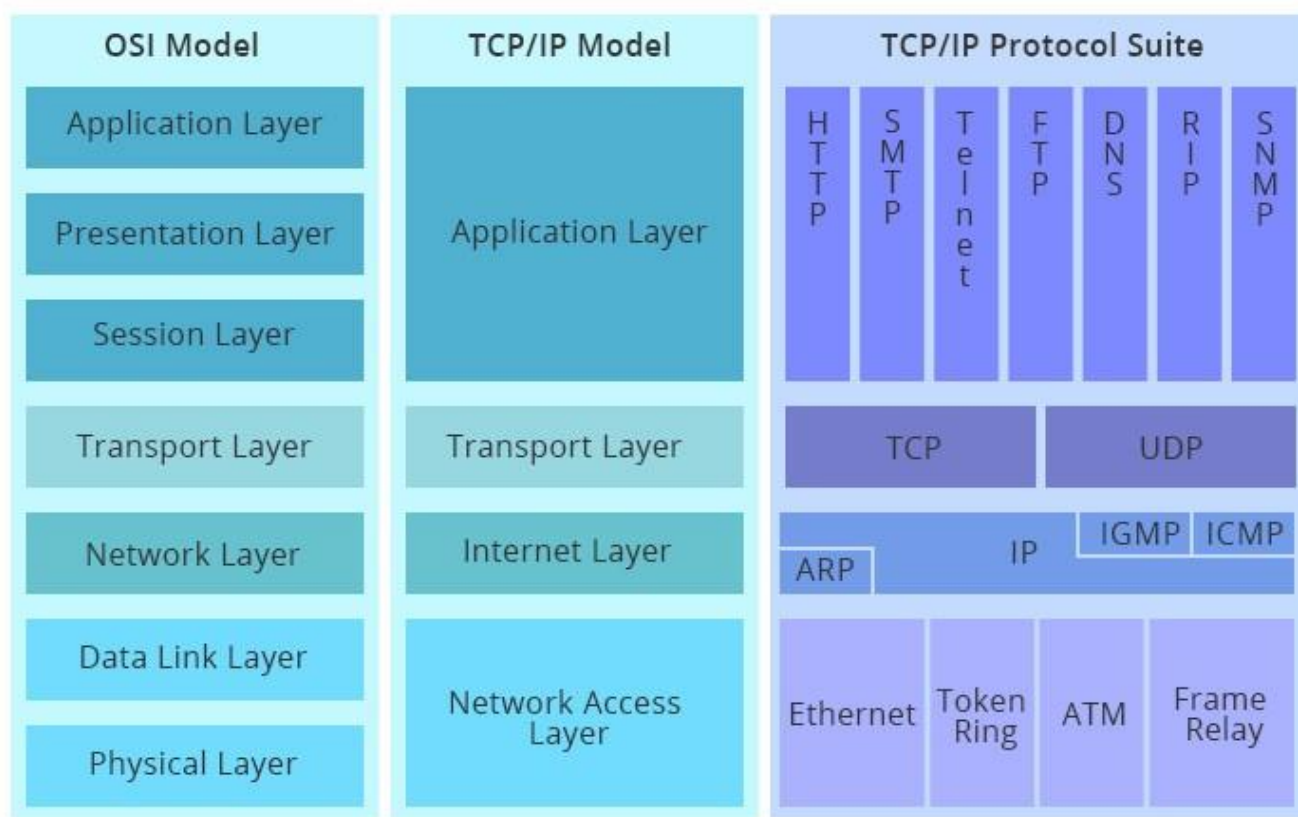 OSI Model
Application Layer
Presentation Layer
Session Layer
Transport Layer
Network Layer
Data Link Layer
Physical Layer
TCP/IP Model
Application Layer
Transport Layer
Internet Layer
Network Access
Layer
TCP/IP Protocol Suite
HTTP
SMTP
Telnet
FTP
DNS
RIP
SNMP
TCP
UDP
ARP
IP
IGMP
ICMP
Ethernet
Token
Ring
ATM
Frame
Relay